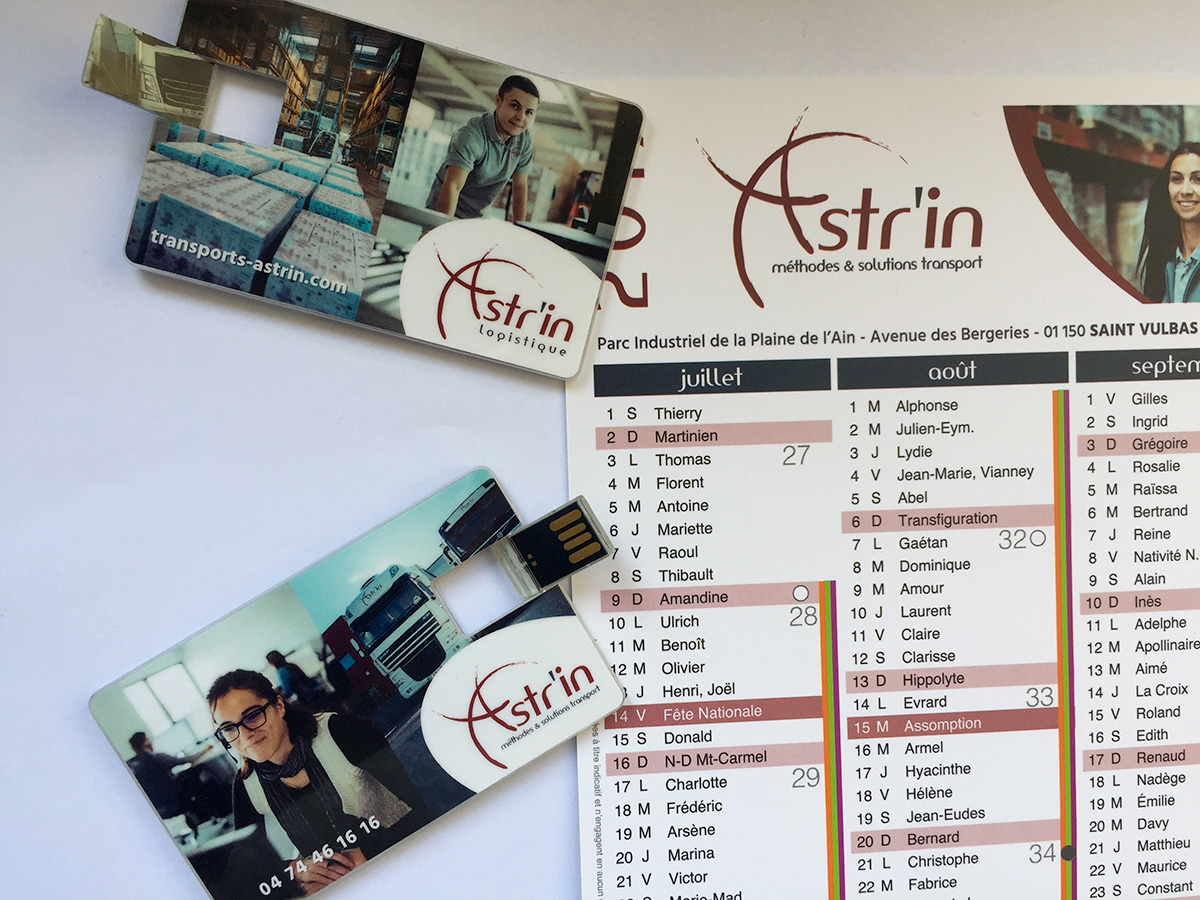 transports-astrin.com
Astr'in
logistique
Astr'in
méthodes & solutions transport
Parc Industriel de la Plaine de l'Ain - Avenue des Bergeries - 01 150 SAINT VULBAS
juillet
1 S Thierry
2 D Martinien
3 L Thomas 27
4 M Florent
5 M Antoine
6 J Mariette
7 V Raoul
8 S Thibault
9 D Amandine
10 L Ulrich 28
11 M Benoît
12 M Olivier
J Henri, Joël
14 V Fête Nationale
15 S Donald
16 D N-D Mt-Carmel
17 L Charlotte 29
18 M Frédéric
19 M Arsène
20 J Marina
21 V Victor
août
1 M Alphonse
2 M Julien-Eym.
3 J Lydie
4 V Jean-Marie, Vianney
5 S Abel
6 D Transfiguration
7 L Gaétan 32
8 M Dominique
9 M Amour
10 J Laurent
11 V Claire
12 S Clarisse
13 D Hippolyte
14 L Evrard 33
15 M Assomption
16 M Armel
17 J Hyacinthe
18 V Hélène
19 S Jean-Eudes
20 D Bernard
21 L Christophe 34
22 M Fabrice
septem
1 V Gilles
2 S Ingrid
3 D Grégoire
4 L Rosalie
5 M Raïssa
6 M Bertrand
7 J Reine
8 V Nativité N.
9 S Alain
10 D Inès
11 L Adelphe
12 M Apollinaire
13 M Aimé
14 J La Croix
15 V Roland
16 S Edith
17 D Renaud
18 L Nadège
19 M Émilie
20 M Davy
21 J Matthieu
22 V Maurice
23 S Constant
Astr'in
méthodes & solutions transport
04 74 46 16 16